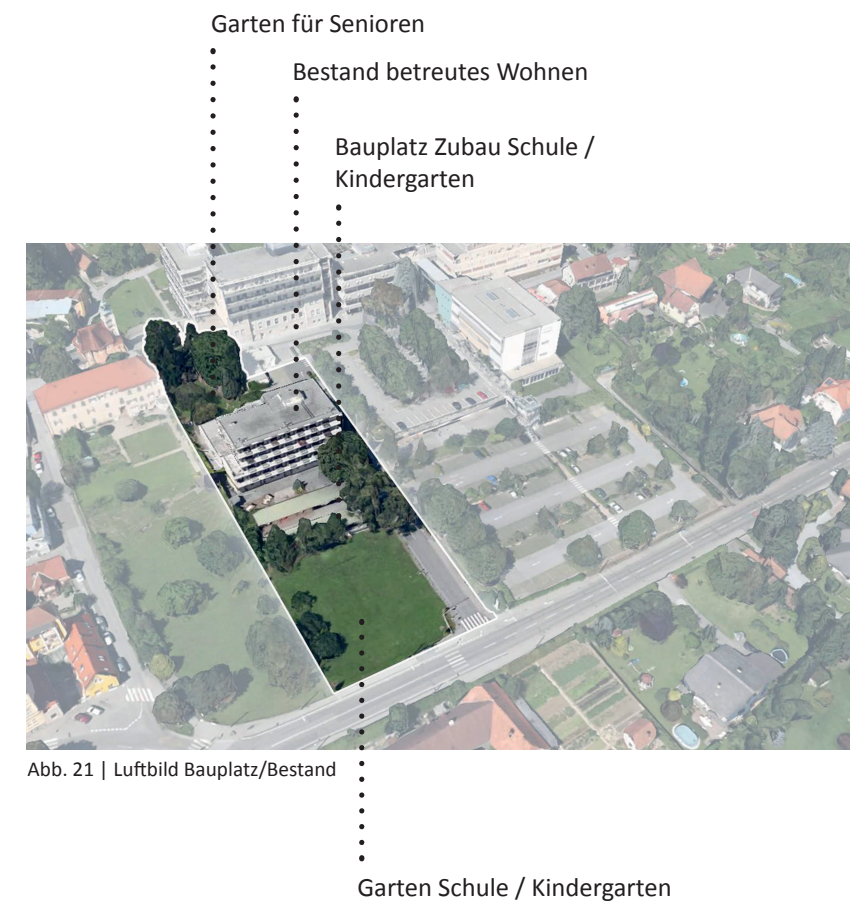 Garten für Senioren
Bestand betreutes Wohnen
Bauplatz Zubau Schule /
Kindergarten
Abb. 21 | Luftbild Bauplatz/Bestand
Garten Schule / Kindergarten